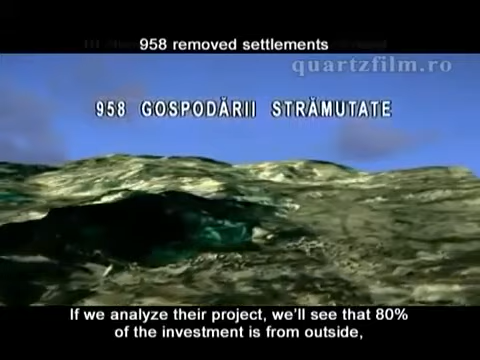 958 removed settlements
quartzfilm.ro
958 GOSPODĂRII STRĂMUTATE
If we analyze their project, we'll see that 80%
of the investment is from outside,